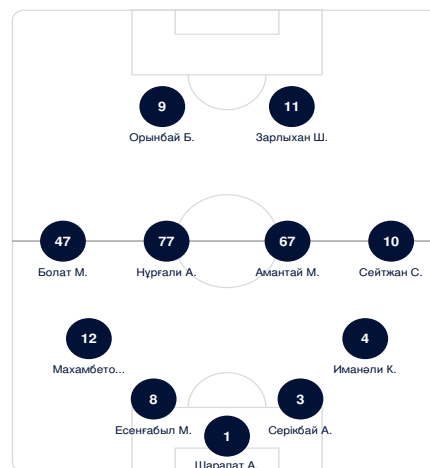 9
11
Орынбай Б.
Зарлыхан Ш.
47
77
67
10
Болат М.
Нұрғали А.
Амантай М.
Сейтжан С.
12
4
Махамбето...
Иманәли К.
8
3
Есенғабыл М.
Серікбай А.
1
Шарапат А.